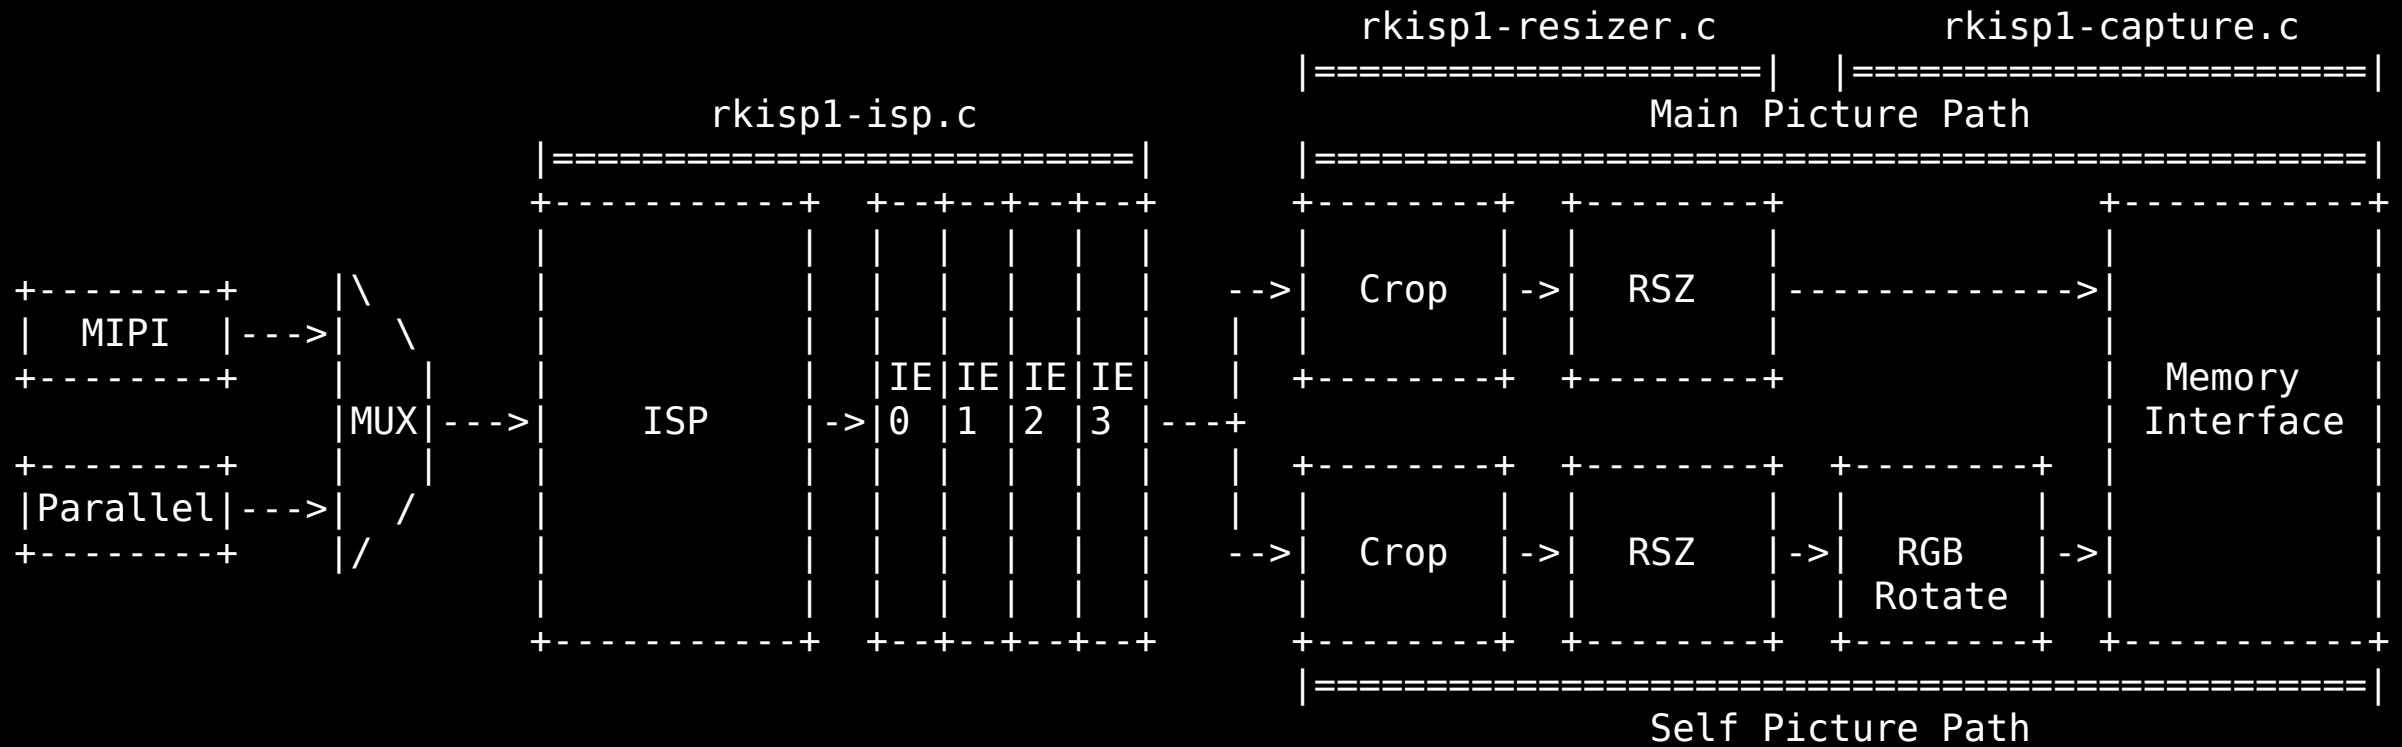 rkisp1-resizer.c rkisp1-capture.c
|====================| |=======================|
rkisp1-isp.c Main Picture Path
|==========================| |===============================================|
+-----------+ +--+--+--+--+ +--------+ +--------+ +-----------+
| | | | | | | | | | | | |
+--------+ |\ | | | | | | | -->| Crop |->| RSZ |------------->| |
| MIPI |--->| \ | | | | | | | | | | | | | |
+--------+ | | | | |IE|IE|IE|IE| | +--------+ +--------+ | Memory |
|MUX|--->| ISP |->|0 |1 |2 |3 |---+ | Interface |
+--------+ | | | | | | | | | | +--------+ +--------+ +--------+ | |
|Parallel|--->| / | | | | | | | | | | | | | | | |
+--------+ |/ | | | | | | | -->| Crop |->| RSZ |->| RGB |->| |
| | | | | | | | | | | | Rotate | | |
+-----------+ +--+--+--+--+ +--------+ +--------+ +--------+ +-----------+
|===============================================|
Self Picture Path